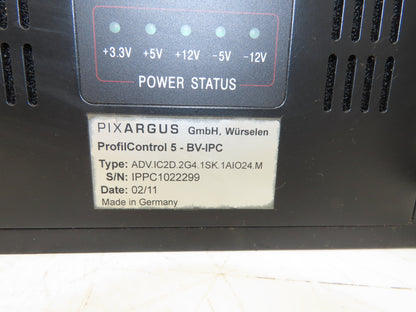 +3.3V +5V +12V -5V -12V
POWER STATUS
PIXARGUS GmbH, Würselen
ProfilControl 5 - BV-IPC
Type: ADV.IC2D.2G4.1SK.1AIO24.M
S/N: IPPC1022299
Date: 02/11
Made in Germany